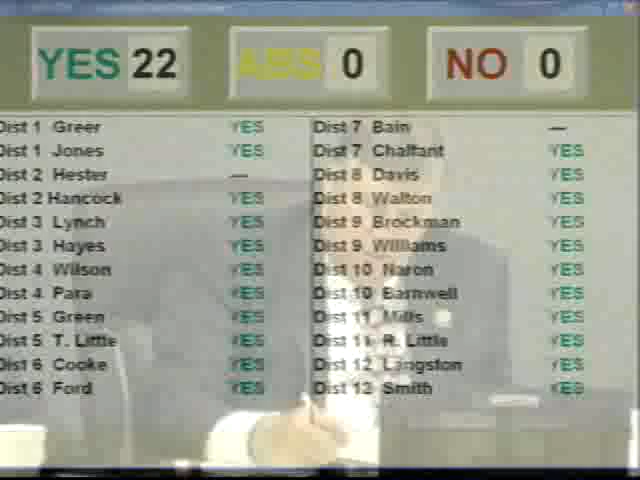 YES 22 ABS 0 NO 0
Dist 1 Greer YES Dist 7 Bain —
Dist 1 Jones YES Dist 7 Chalfant YES
Dist 2 Hester — Dist 8 Davis YES
Dist 2 Hancock YES Dist 8 Walton YES
Dist 3 Lynch YES Dist 9 Brockman YES
Dist 3 Hayes YES Dist 9 Williams YES
Dist 4 Wilson YES Dist 10 Naron YES
Dist 4 Para YES Dist 10 Barnwell YES
Dist 5 Green YES Dist 11 Mills YES
Dist 5 T. Little YES Dist 11 R. Little YES
Dist 6 Cooke YES Dist 12 Langston YES
Dist 6 Ford YES Dist 12 Smith YES